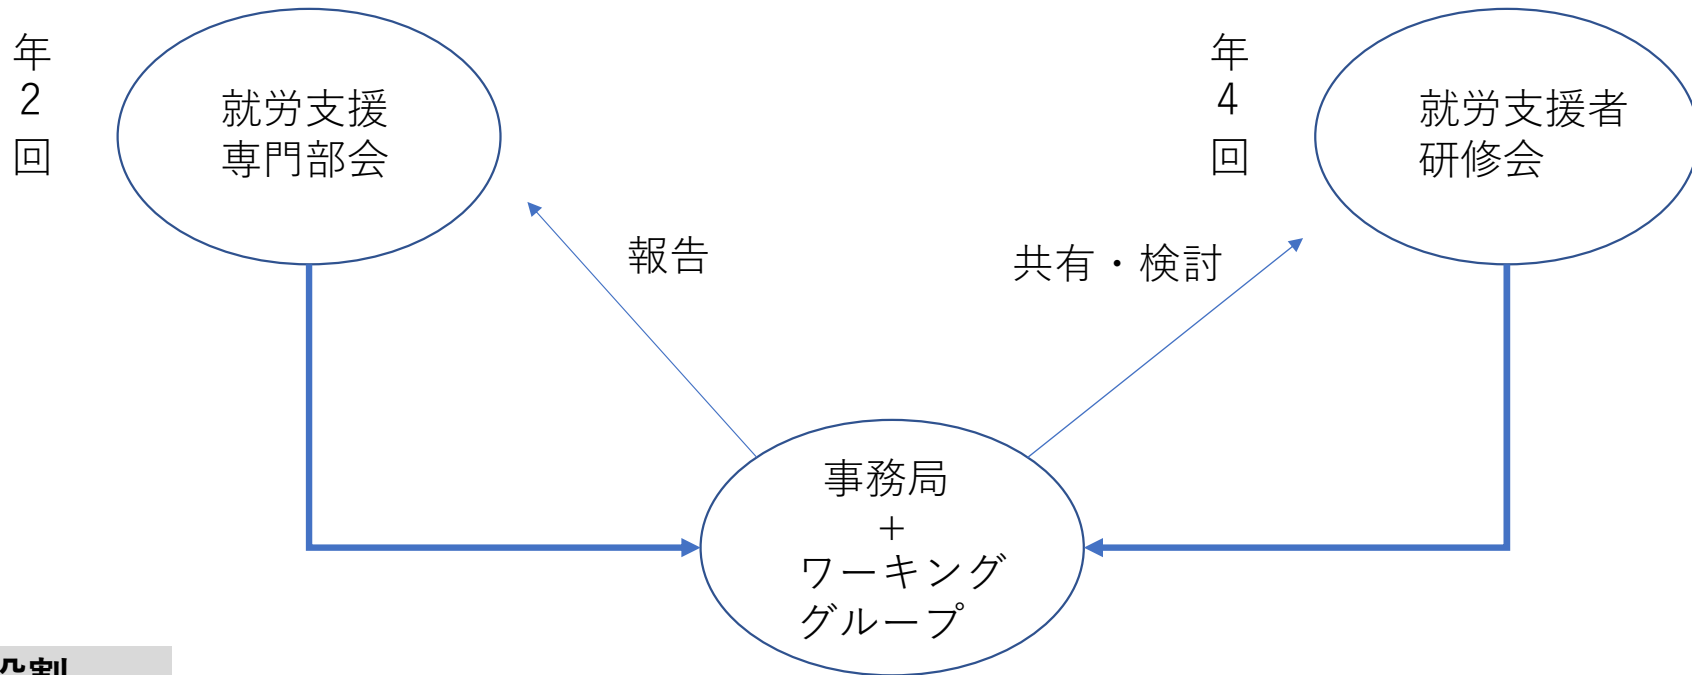 年2回
就労支援
専門部会
年4回
就労支援者
研修会
報告
共有・検討
事務局
+
ワーキング
グループ
役割